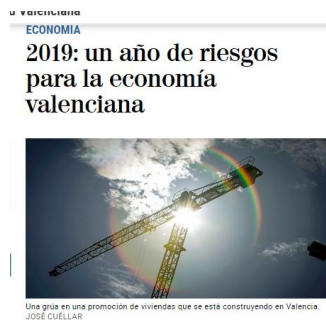 Valenciana
ECONOMIA
2019: un año de riesgos
para la economía
valenciana
Una grúa en una promoción de viviendas que se está construyendo en Valencia.
JOSÉ CUÉLLAR